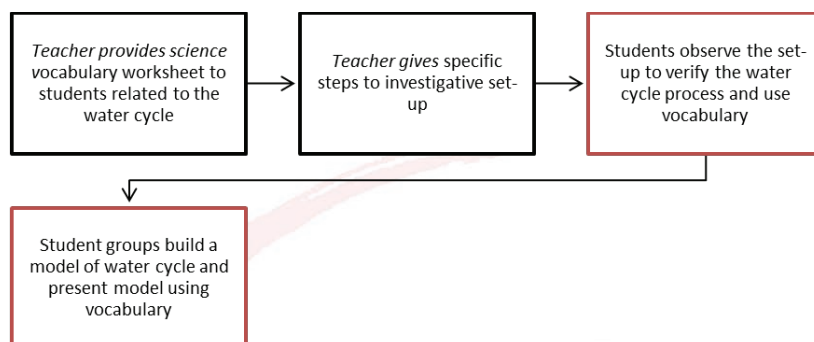 Teacher provides science
vocabulary worksheet to
students related to the
water cycle
Teacher gives specific
steps to investigative set-
up
Students observe the set-
up to verify the water
cycle process and use
vocabulary
Student groups build a
model of water cycle and
present model using
vocabulary